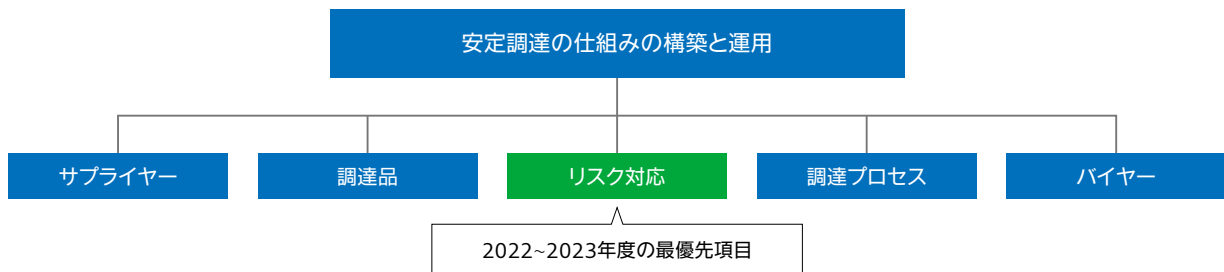 安定調達の仕組みの構築と運用
サプライヤー
調達品
リスク対応
調達プロセス
バイヤー
2022~2023年度の最優先項目